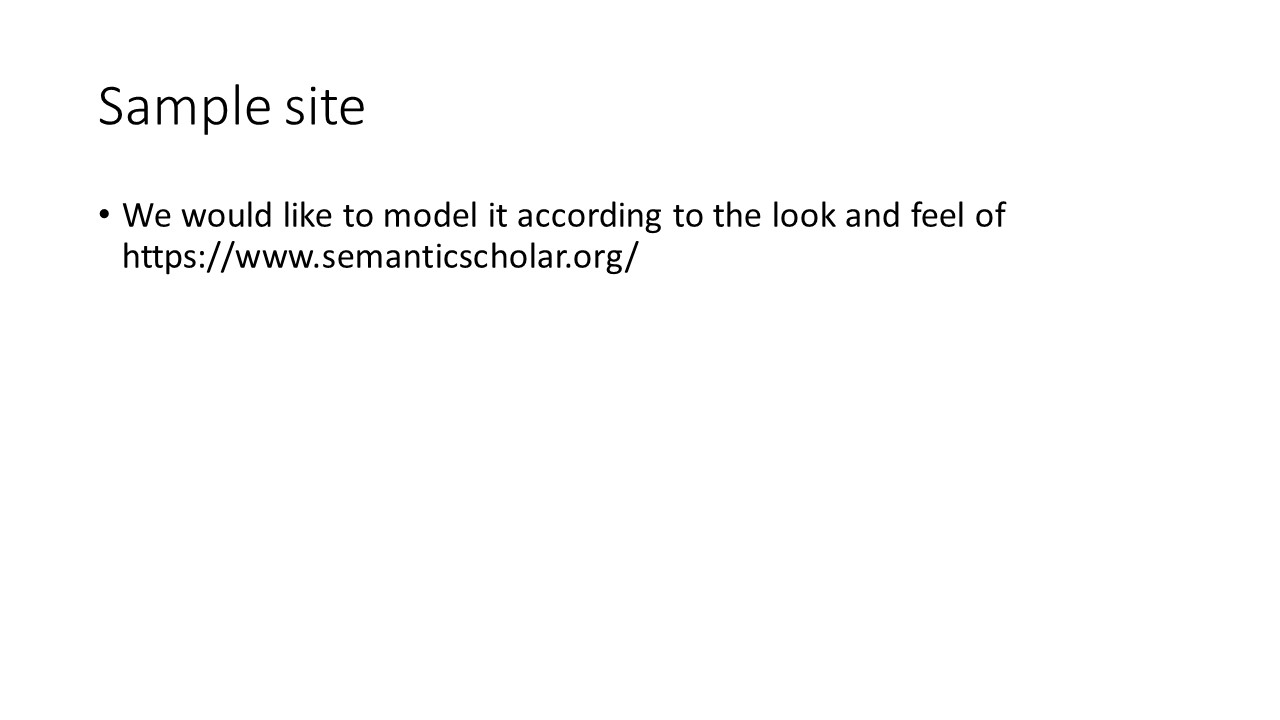 Sample site
• We would like to model it according to the look and feel of
https://www.semanticscholar.org/